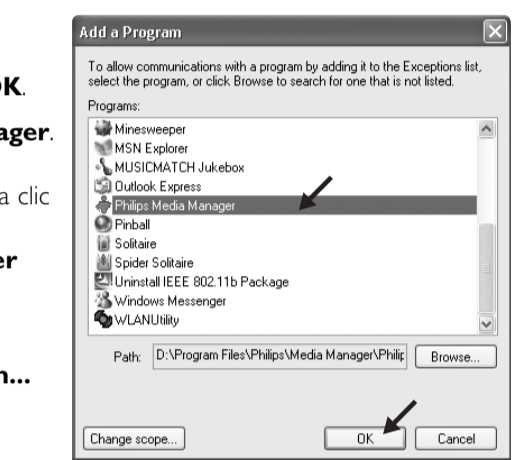 OK.
ager.
a clic
er
n...
Add a Program
To allow communications with a program by adding it to the Exceptions list,
select the program, or click Browse to search for one that is not listed.
Programs:
Minesweeper
MSN Explorer
MUSICMATCH Jukebox
Outlook Express
Philips Media Manager
Pinball
Solitaire
Spider Solitaire
Uninstall IEEE 802.11b Package
Windows Messenger
WLANUtility
Path: D:\Program Files\Philips\Media Manager\Philip Browse...
Change scope... OK Cancel